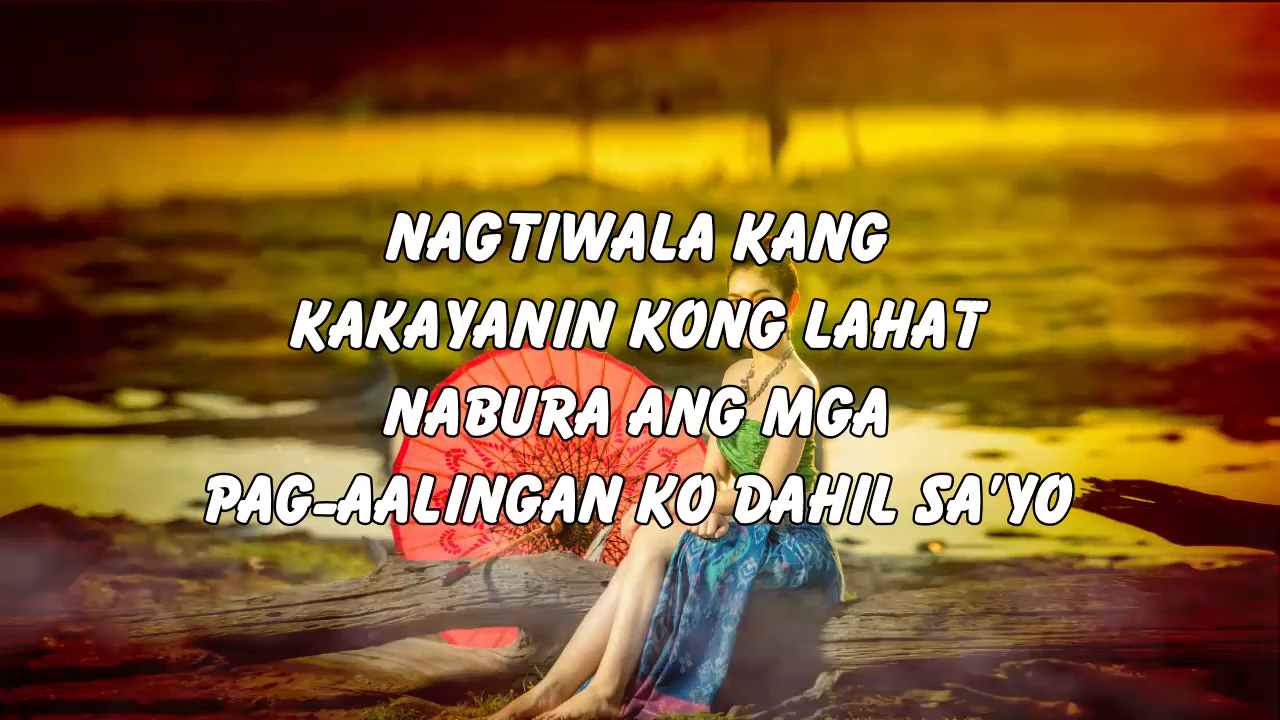 NAGTIWALA KANG
KAKAYANIN KONG LAHAT
NABURA ANG MGA
PAG-AALINGAN KO DAHIL SA'YO